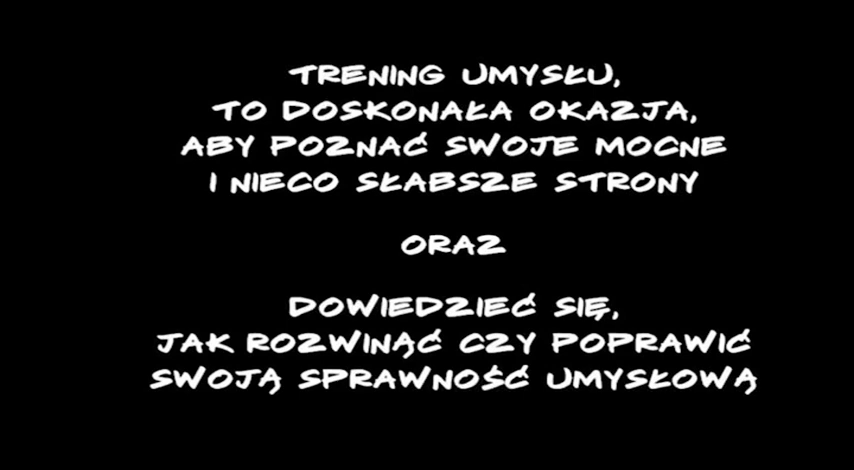 TRENING UMYSŁU,
TO DOSKONAŁA OKAZJA,
ABY POZNAĆ SWOJE MOCNE
I NIECO SŁABSZE STRONY
ORAZ
DOWIEDZIEĆ SIĘ,
JAK ROZWINĄĆ CZY POPRAWIĆ
SWOJĄ SPRAWNOŚĆ UMYSŁOWĄ